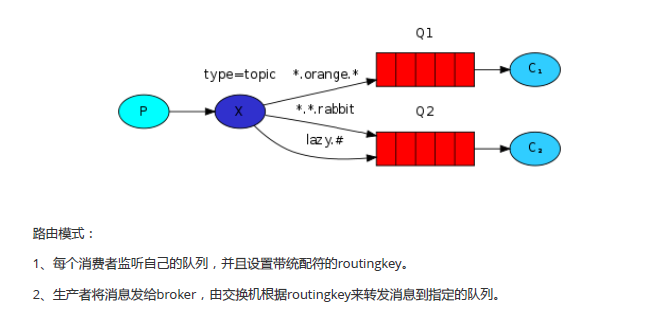 Q1
type=topic *.orange.*
C₁
P
X
*.*.rabbit
Q2
lazy.#
C₂
路由模式：
1、每个消费者监听自己的队列，并且设置带统配符的routingkey。
2、生产者将消息发给broker，由交换机根据routingkey来转发消息到指定的队列。